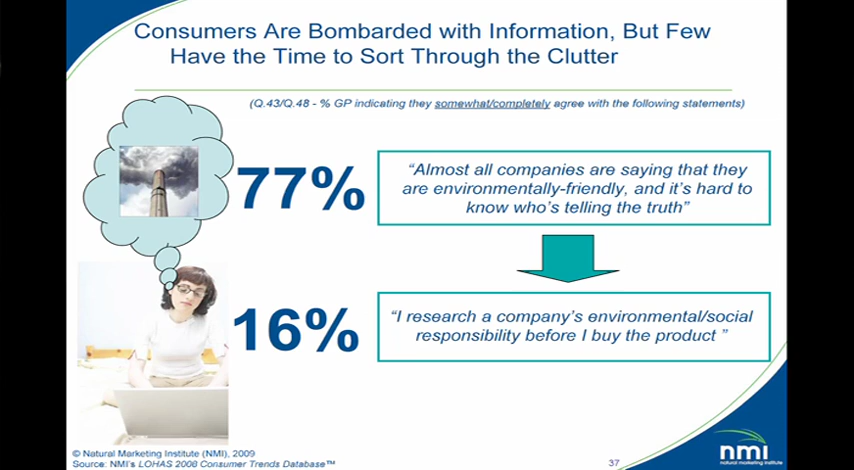 Consumers Are Bombarded with Information, But Few
Have the Time to Sort Through the Clutter
(Q.43/Q.48 - % GP indicating they somewhat/completely agree with the following statements)
77%
“Almost all companies are saying that they
are environmentally-friendly, and it’s hard to
know who’s telling the truth”
16%
“I research a company’s environmental/social
responsibility before I buy the product ”
© Natural Marketing Institute (NMI), 2009
Source: NMI’s LOHAS 2008 Consumer Trends Database™
37
nmi
natural marketing institute